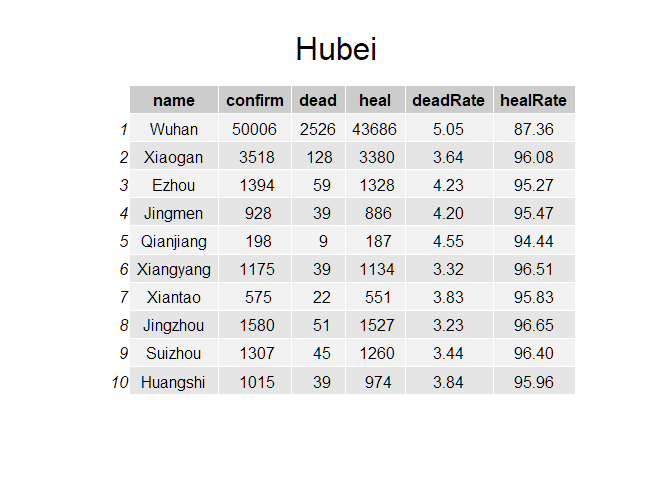 Hubei
name confirm dead heal deadRate healRate
1 Wuhan 50006 2526 43686 5.05 87.36
2 Xiaogan 3518 128 3380 3.64 96.08
3 Ezhou 1394 59 1328 4.23 95.27
4 Jingmen 928 39 886 4.20 95.47
5 Qianjiang 198 9 187 4.55 94.44
6 Xiangyang 1175 39 1134 3.32 96.51
7 Xiantao 575 22 551 3.83 95.83
8 Jingzhou 1580 51 1527 3.23 96.65
9 Suizhou 1307 45 1260 3.44 96.40
10 Huangshi 1015 39 974 3.84 95.96